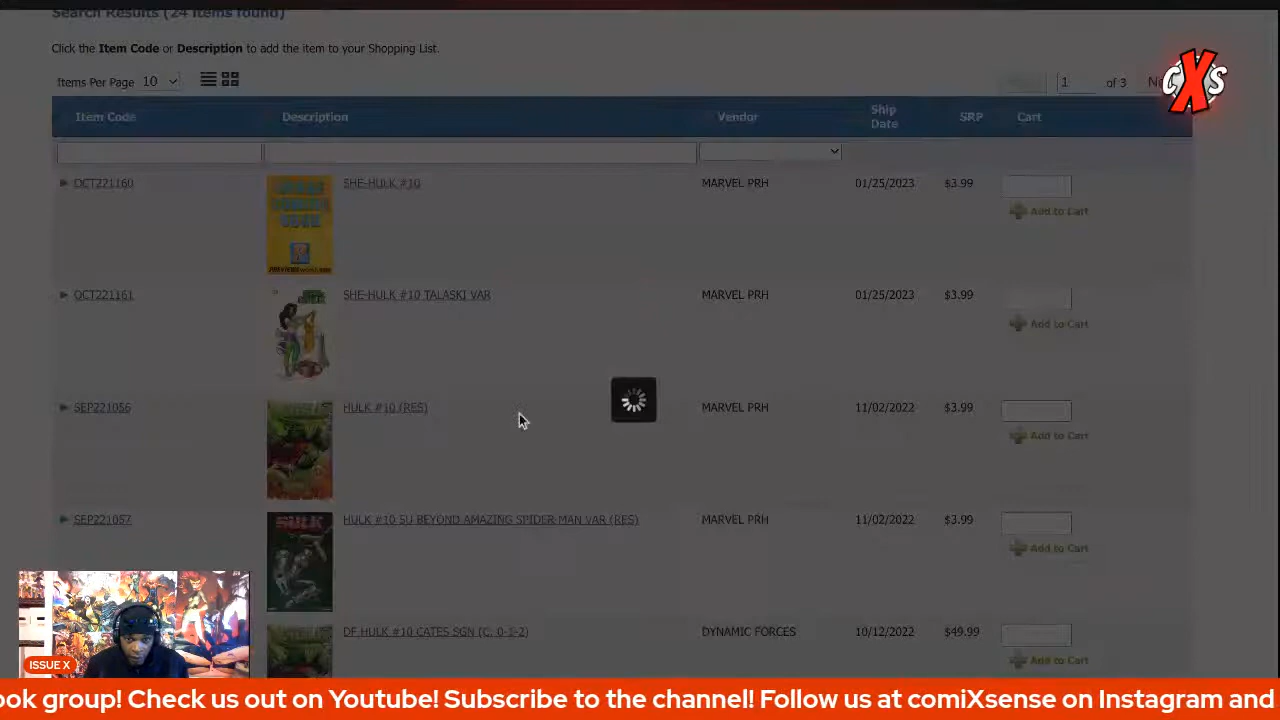 Search Results (24 items found)
Click the Item Code or Description to add the item to your Shopping List.
Items Per Page 10
1 of 3
CXS
Item Code Description Vendor Ship Date SRP Cart
OCT221160 SHE-HULK #10 MARVEL PRH 01/25/2023 $3.99
Add to Cart
OCT221161 SHE-HULK #10 TALASKI VAR MARVEL PRH 01/25/2023 $3.99
Add to Cart
SEP221056 HULK #10 (RES) MARVEL PRH 11/02/2022 $3.99
Add to Cart
SEP221057 HULK #10 SU BEYOND AMAZING SPIDER-MAN VAR (RES) MARVEL PRH 11/02/2022 $3.99
HULK
Add to Cart
DF HULK #10 CATES SGN (C: 0-1-2) DYNAMIC FORCES 10/12/2022 $49.99
Add to Cart
ISSUE X
ook group! Check us out on Youtube! Subscribe to the channel! Follow us at comiXsense on Instagram and